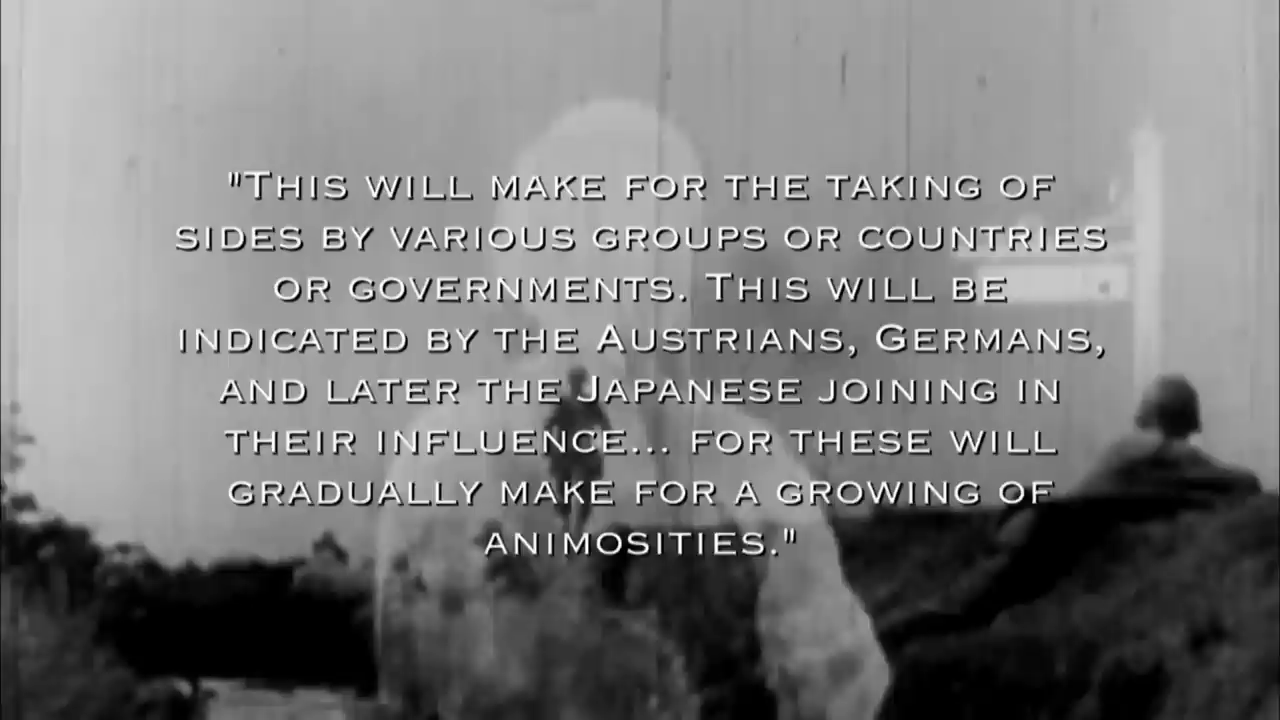 "This will make for the taking of
sides by various groups or countries
or governments. This will be
indicated by the Austrians, Germans,
and later the Japanese joining in
their influence... for these will
gradually make for a growing of
animosities."